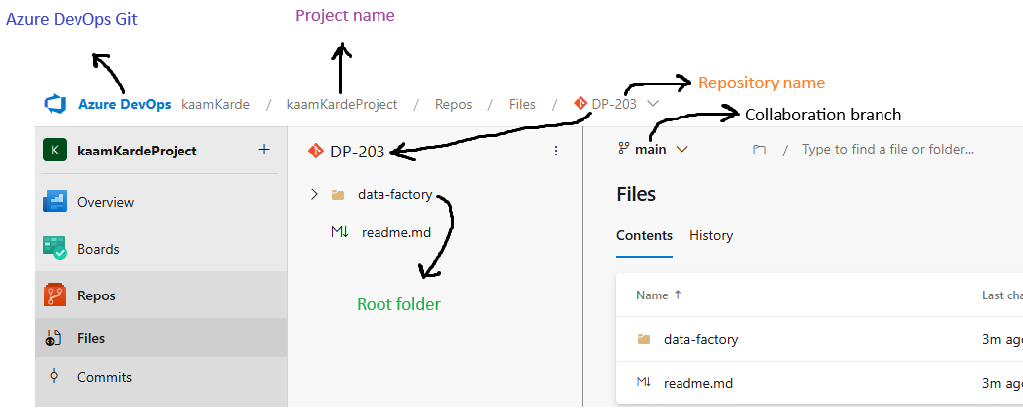 Azure DevOps Git
Project name
Azure DevOps kaamKarde / kaamKardeProject / Repos / Files / DP-203
Repository name
Collaboration branch
K kaamKardeProject +
DP-203
main
/ Type to find a file or folder...
Overview
data-factory
Files
Boards
readme.md
Contents History
Repos
Root folder
Name ↑ Last cha
Files
data-factory 3m ago
Commits
readme.md 3m ago